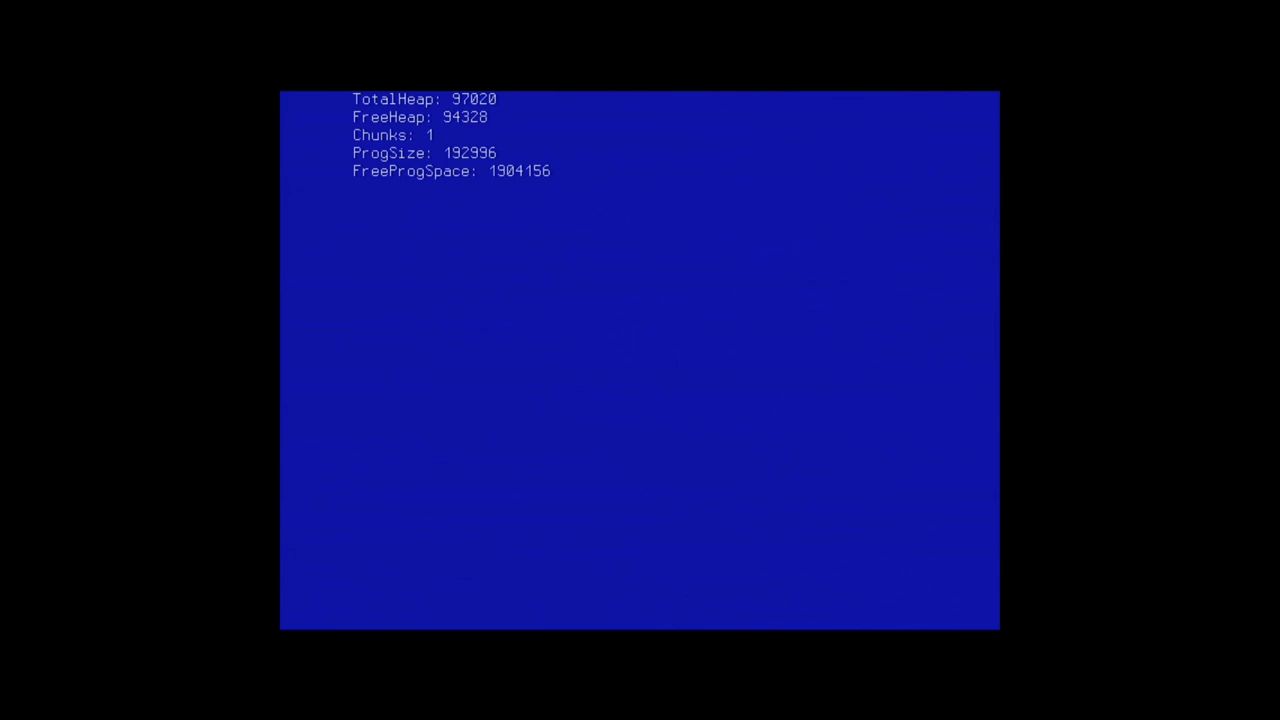 TotalHeap: 97020
FreeHeap: 94328
Chunks: 1
ProgSize: 192996
FreeProgSpace: 1904156